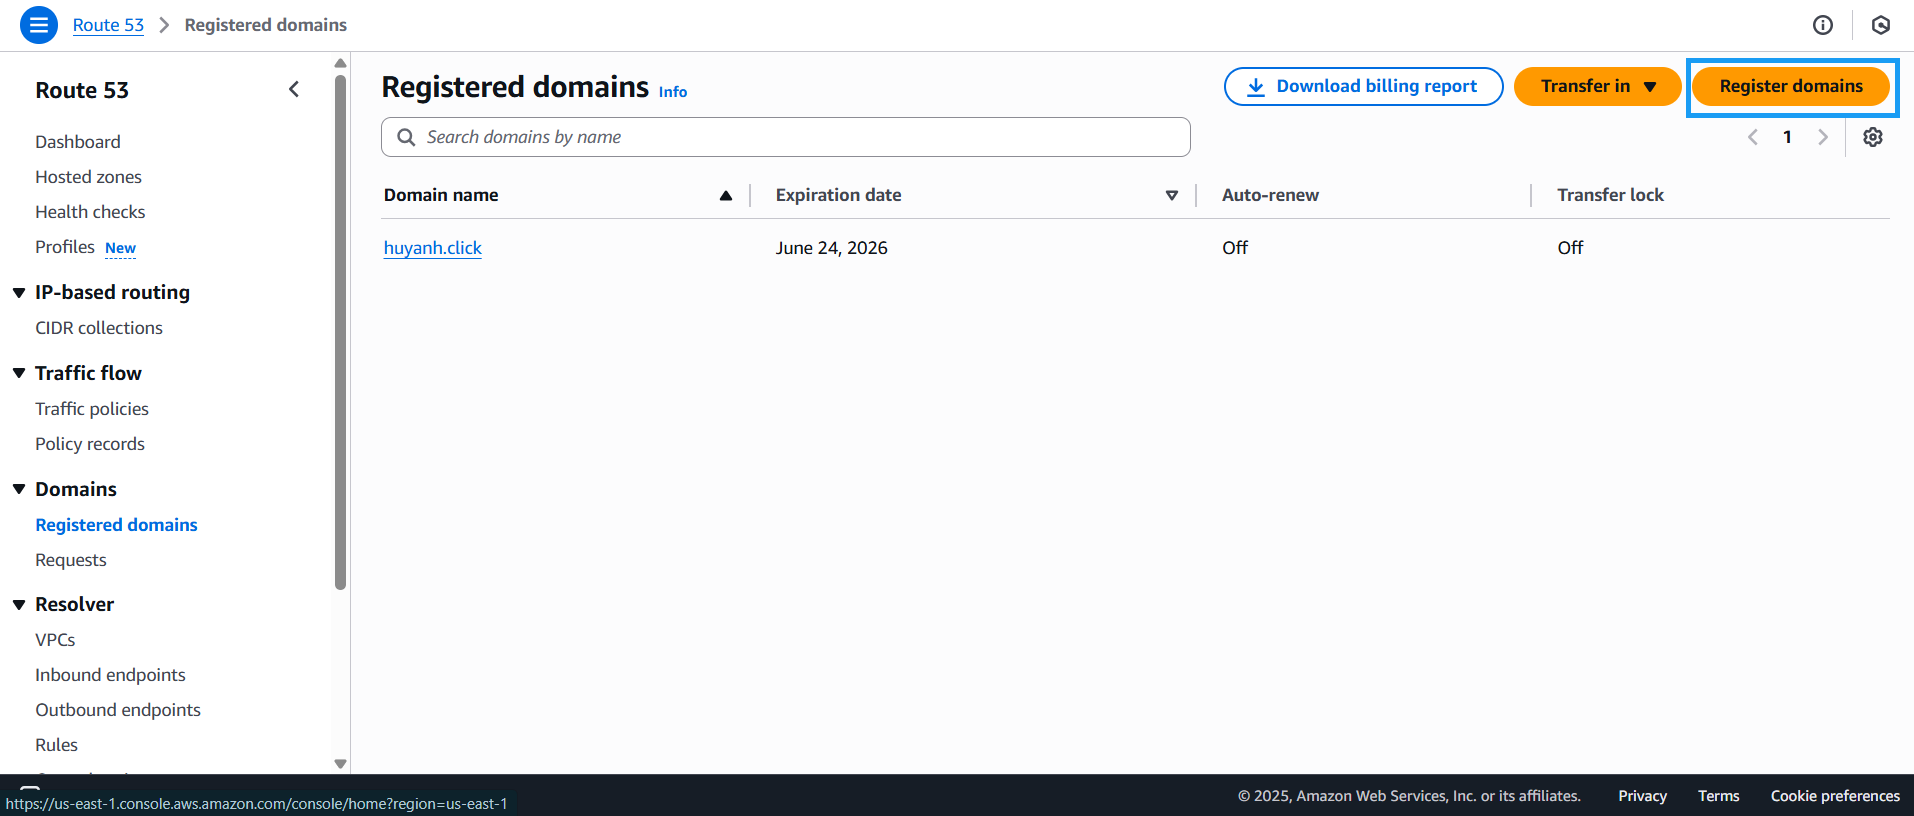 Route 53 > Registered domains
Route 53
Dashboard
Hosted zones
Health checks
Profiles New
IP-based routing
CIDR collections
Traffic flow
Traffic policies
Policy records
Domains
Registered domains
Requests
Resolver
VPCs
Inbound endpoints
Outbound endpoints
Rules
Registered domains Info
Download billing report
Transfer in
Register domains
Search domains by name
1
Domain name Expiration date Auto-renew Transfer lock
huyanh.click June 24, 2026 Off Off
https://us-east-1.console.aws.amazon.com/console/home?region=us-east-1
© 2025, Amazon Web Services, Inc. or its affiliates. Privacy Terms Cookie preferences